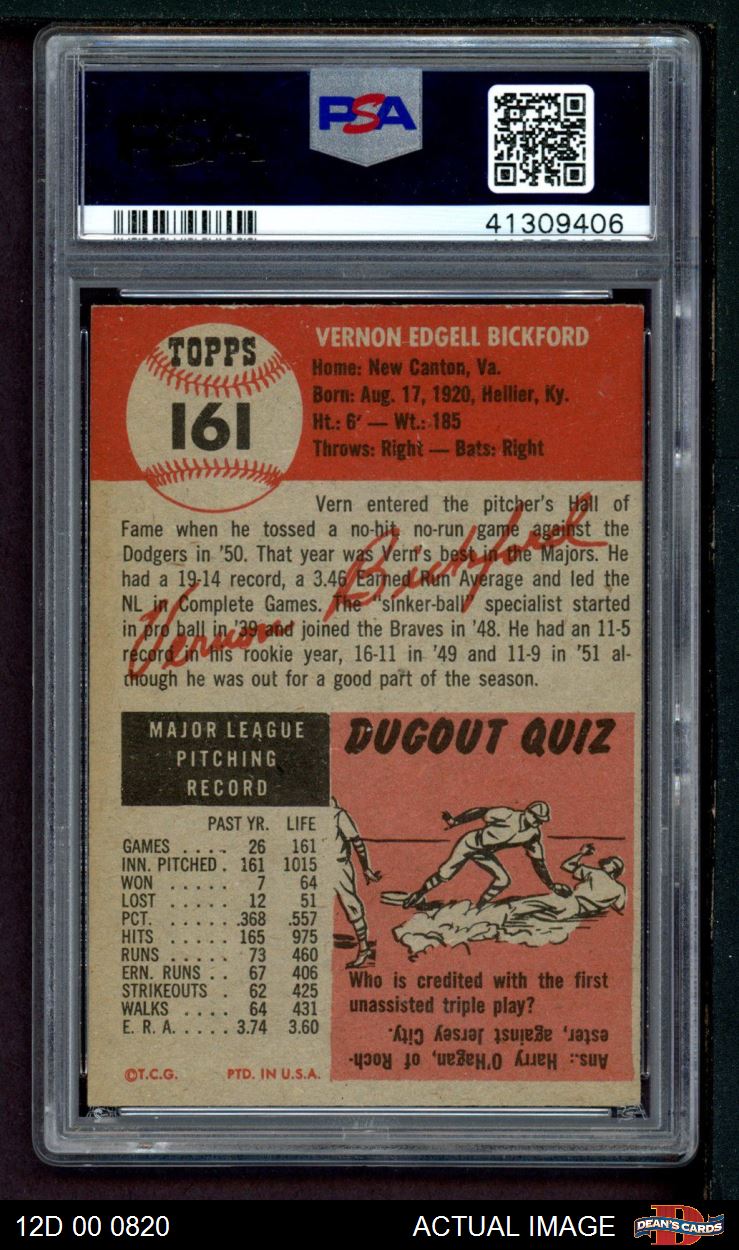 PSA
41309406
TOPPS
161
VERNON EDGELL BICKFORD
Home: New Canton, Va.
Born: Aug. 17, 1920, Hellier, Ky.
Ht.: 6' — Wt.: 185
Throws: Right — Bats: Right
Vern entered the pitcher's Hall of
Fame when he tossed a no-hit, no-run game against the
Dodgers in '50. That year was Vern's best in the Majors. He
had a 19-14 record, a 3.46 Earned Run Average and led the
NL in Complete Games. The "sinker-ball" specialist started
in pro ball in '39 and joined the Braves in '48. He had an 11-5
record in his rookie year, 16-11 in '49 and 11-9 in '51 al-
though he was out for a good part of the season.
Vernon Bickford
MAJOR LEAGUE
PITCHING
RECORD
PAST YR. LIFE
GAMES .... 26 161
INN. PITCHED . 161 1015
WON ..... 7 64
LOST ..... 12 51
PCT. ..... .368 .557
HITS ..... 165 975
RUNS ..... 73 460
ERN. RUNS .. 67 406
STRIKEOUTS . 62 425
WALKS .... 64 431
E. R. A. .... 3.74 3.60
©T.C.G. PTD. IN U.S.A.
DUGOUT QUIZ
Who is credited with the first
unassisted triple play?
Ans.: Harry O'Hagan, of Roch-
ester, against Jersey City.
12D 00 0820
ACTUAL IMAGE
D
DEAN'S CARDS